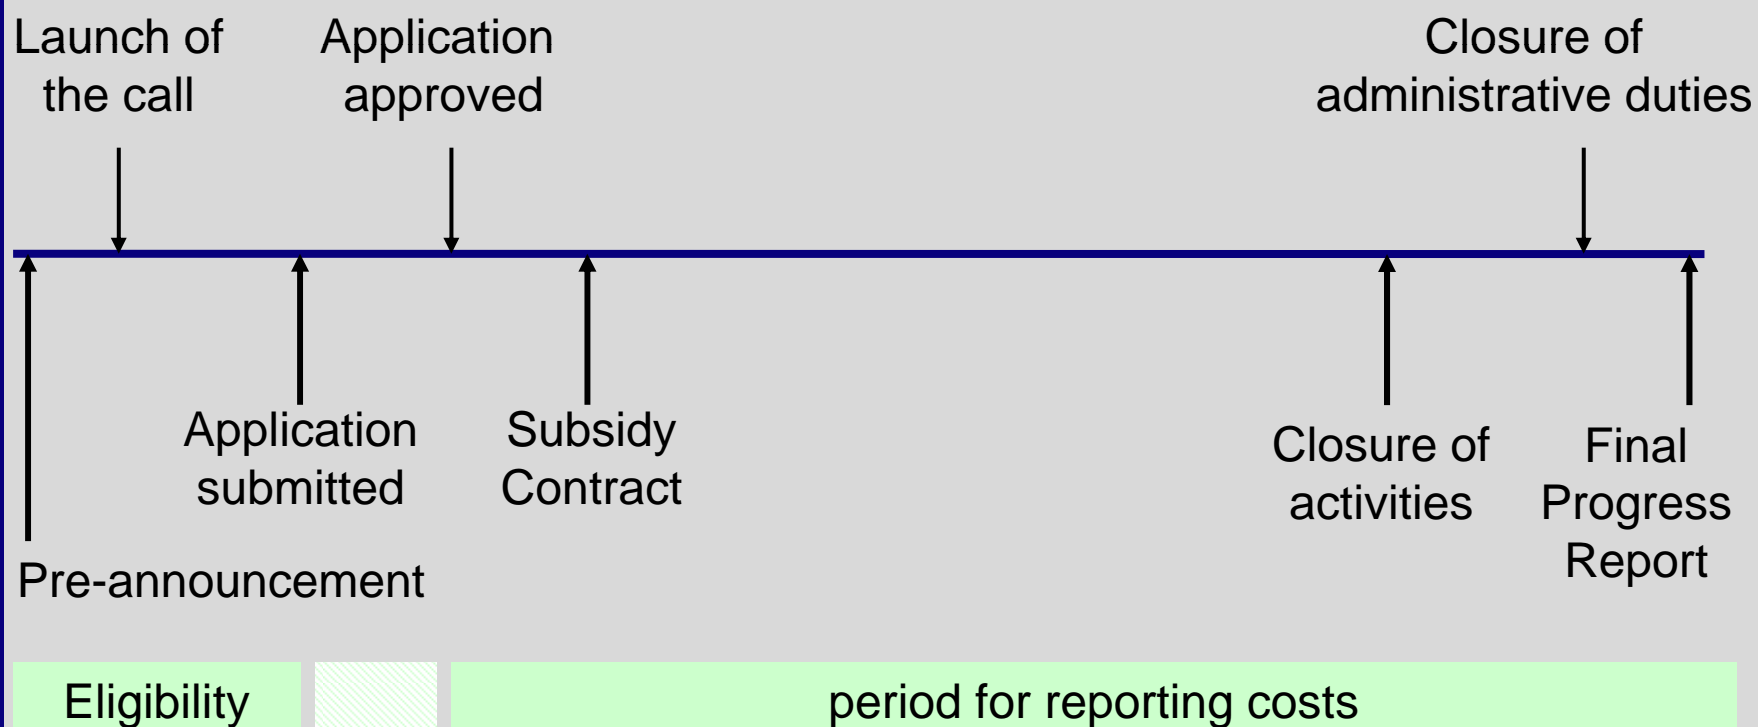 Launch of
the call
Application
approved
Closure of
administrative duties
Application
submitted
Subsidy
Contract
Closure of
activities
Final
Progress
Report
Pre-announcement
Eligibility
period for reporting costs